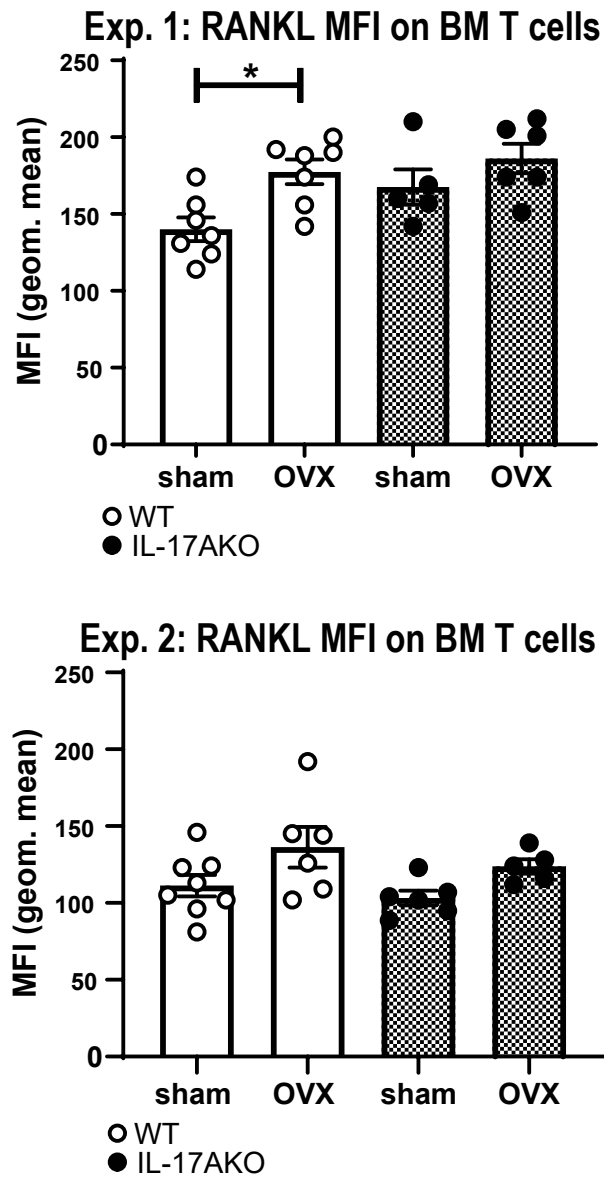 Exp. 1: RANKL MFI on BM T cells
MFI (geom. mean)
250
200
150
100
50
0
*
sham OVX sham OVX
WT
IL-17AKO
Exp. 2: RANKL MFI on BM T cells
MFI (geom. mean)
250
200
150
100
50
0
sham OVX sham OVX
WT
IL-17AKO